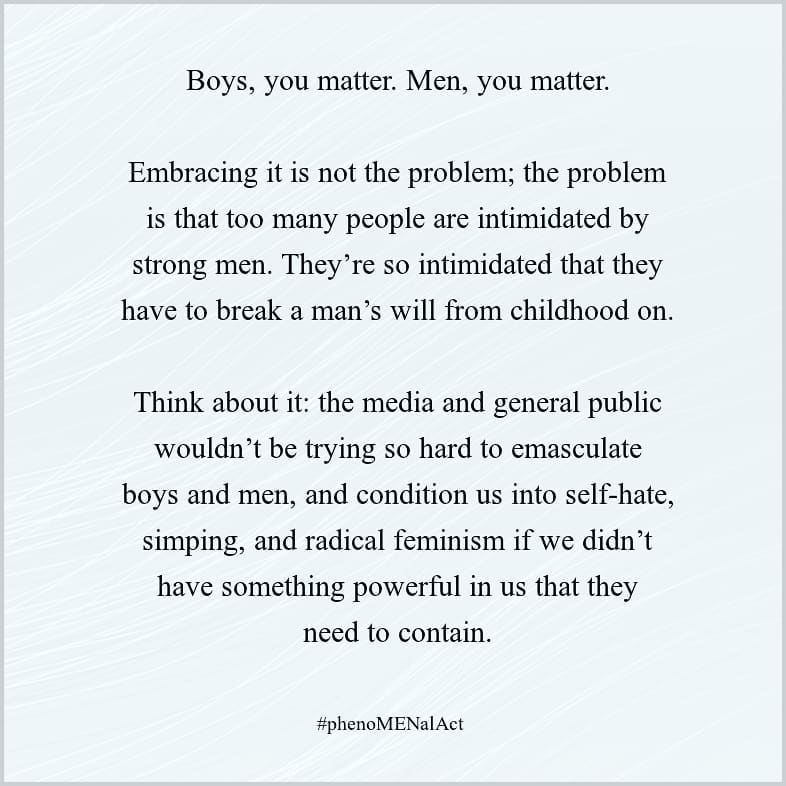 Boys, you matter. Men, you matter.
Embracing it is not the problem; the problem
is that too many people are intimidated by
strong men. They’re so intimidated that they
have to break a man’s will from childhood on.
Think about it: the media and general public
wouldn’t be trying so hard to emasculate
boys and men, and condition us into self-hate,
simping, and radical feminism if we didn’t
have something powerful in us that they
need to contain.
#phenoMENalAct